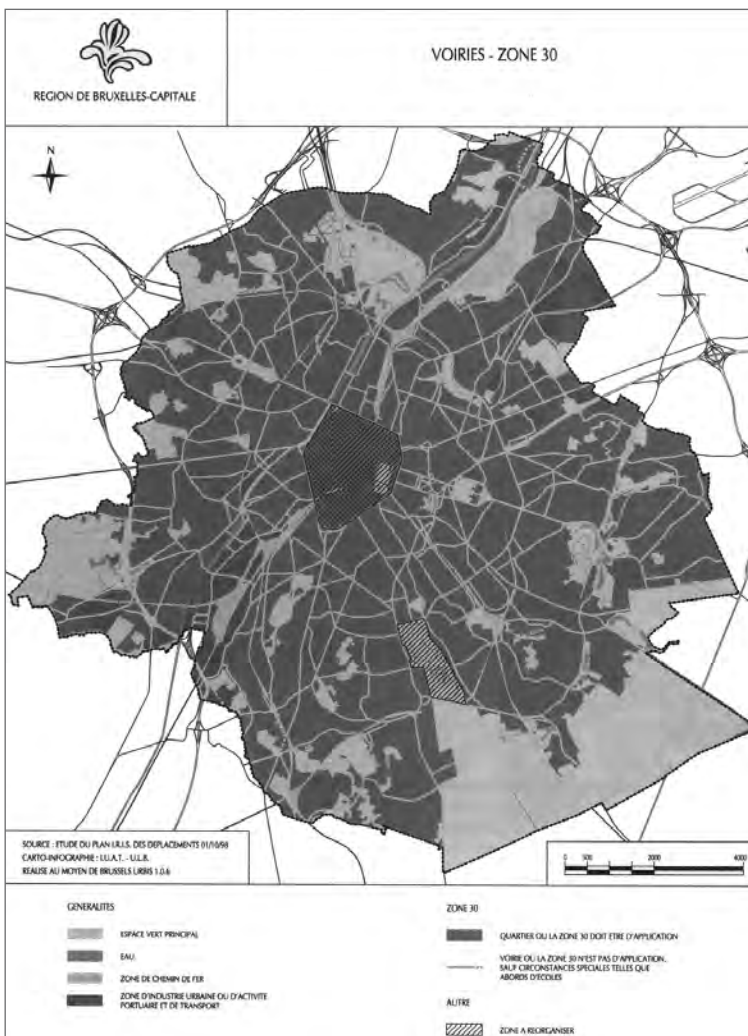 REGION DE BRUXELLES-CAPITALE
VOIRIES - ZONE 30
N
SOURCE : ETUDE DU PLAN I.R.I.S. DES DEPLACEMENTS 01/10/98
CARTO-INFOGRAPHIE : I.U.A.T. - U.L.B.
REALISE AU MOYEN DE BRUSSELS URBIS 1.0.6
0 500 2000 4000
GENERALITES
ESPACE VERT PRINCIPAL
EAU
ZONE DE CHEMIN DE FER
ZONE D'INDUSTRIE URBAINE OU D'ACTIVITE
PORTUAIRE ET DE TRANSPORT
ZONE 30
QUARTIER OU LA ZONE 30 DOIT ETRE D'APPLICATION
VOIRIE OU LA ZONE 30 N'EST PAS D'APPLICATION,
SAUF CIRCONSTANCES SPECIALES TELLES QUE
ABORDS D'ECOLES
AUTRE
ZONE A REORGANISER